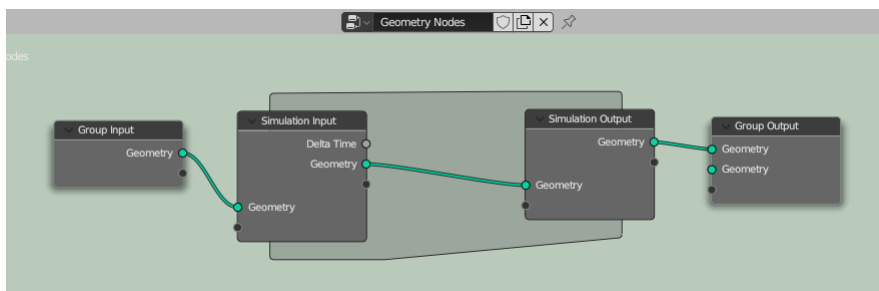 Geometry Nodes
odes
Group Input
Geometry
Simulation Input
Delta Time
Geometry
Geometry
Simulation Output
Geometry
Geometry
Group Output
Geometry
Geometry